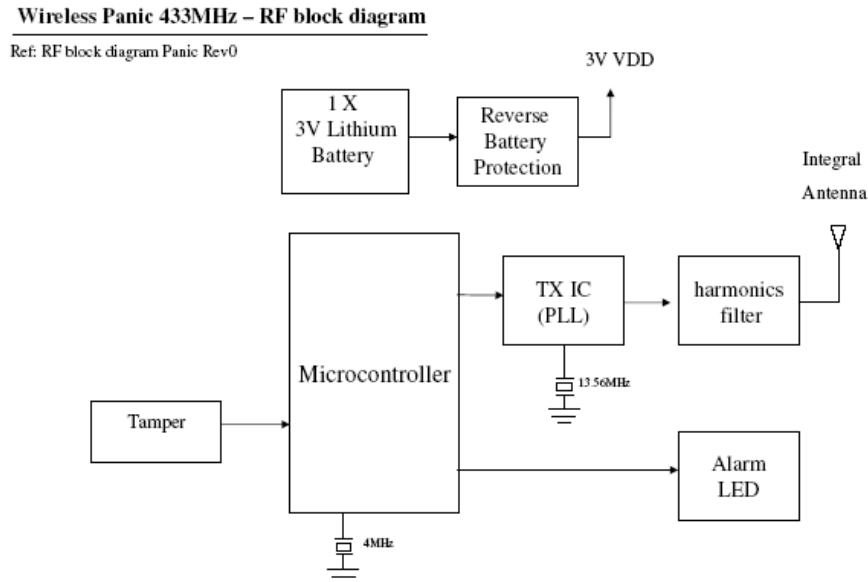 Wireless Panic 433MHz – RF block diagram
Ref: RF block diagram Panic Rev0
3V VDD
1 X
3V Lithium
Battery
Reverse
Battery
Protection
Integral
Antenna
TX IC
(PLL)
harmonics
filter
Microcontroller
13.56MHz
Tamper
Alarm
LED
4MHz